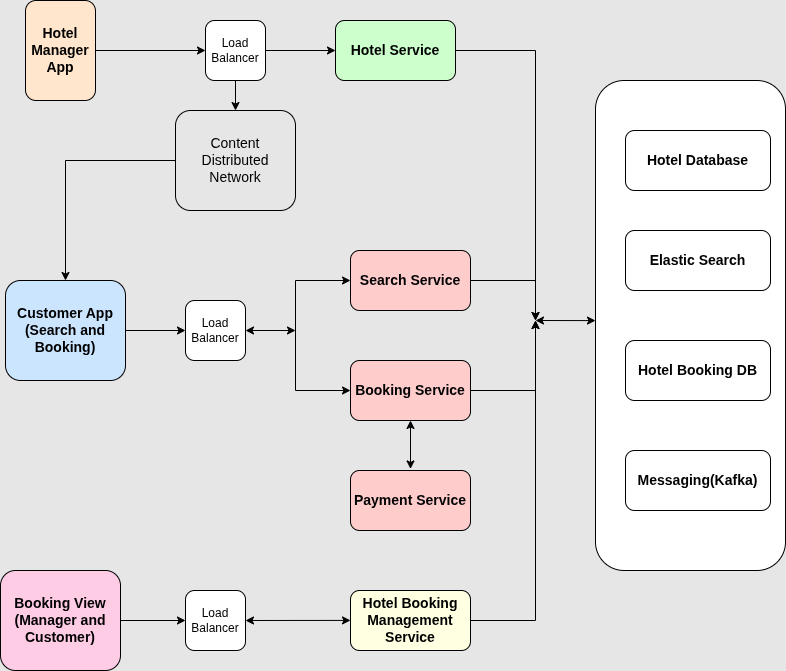 Hotel
Manager
App
Load
Balancer
Hotel Service
Content
Distributed
Network
Hotel Database
Elastic Search
Hotel Booking DB
Messaging(Kafka)
Customer App
(Search and
Booking)
Load
Balancer
Search Service
Booking Service
Payment Service
Booking View
(Manager and
Customer)
Load
Balancer
Hotel Booking
Management
Service